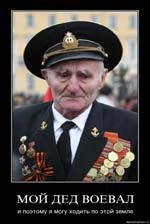 МОЙ ДЕД ВОЕВАЛ
и поэтому я могу ходить по этой земле